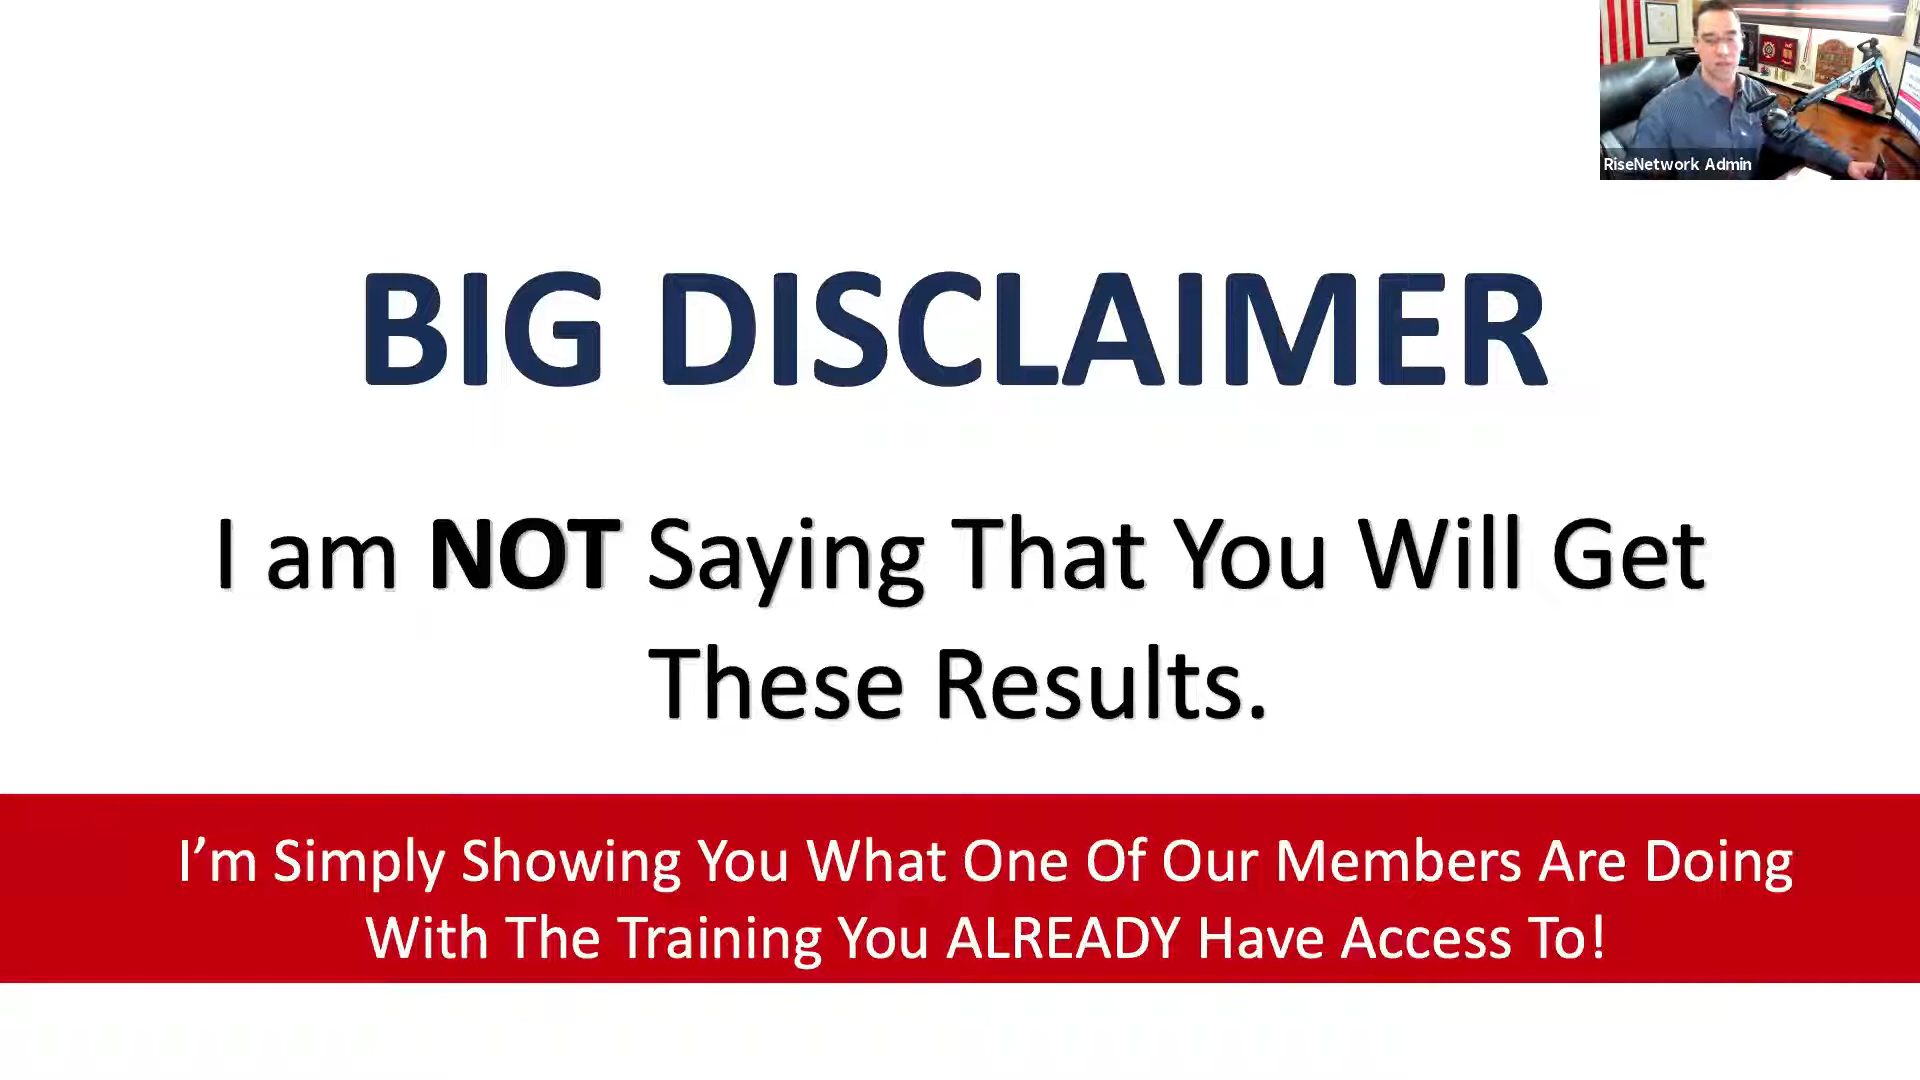 RiseNetwork Admin
BIG DISCLAIMER
I am NOT Saying That You Will Get
These Results.
I’m Simply Showing You What One Of Our Members Are Doing
With The Training You ALREADY Have Access To!